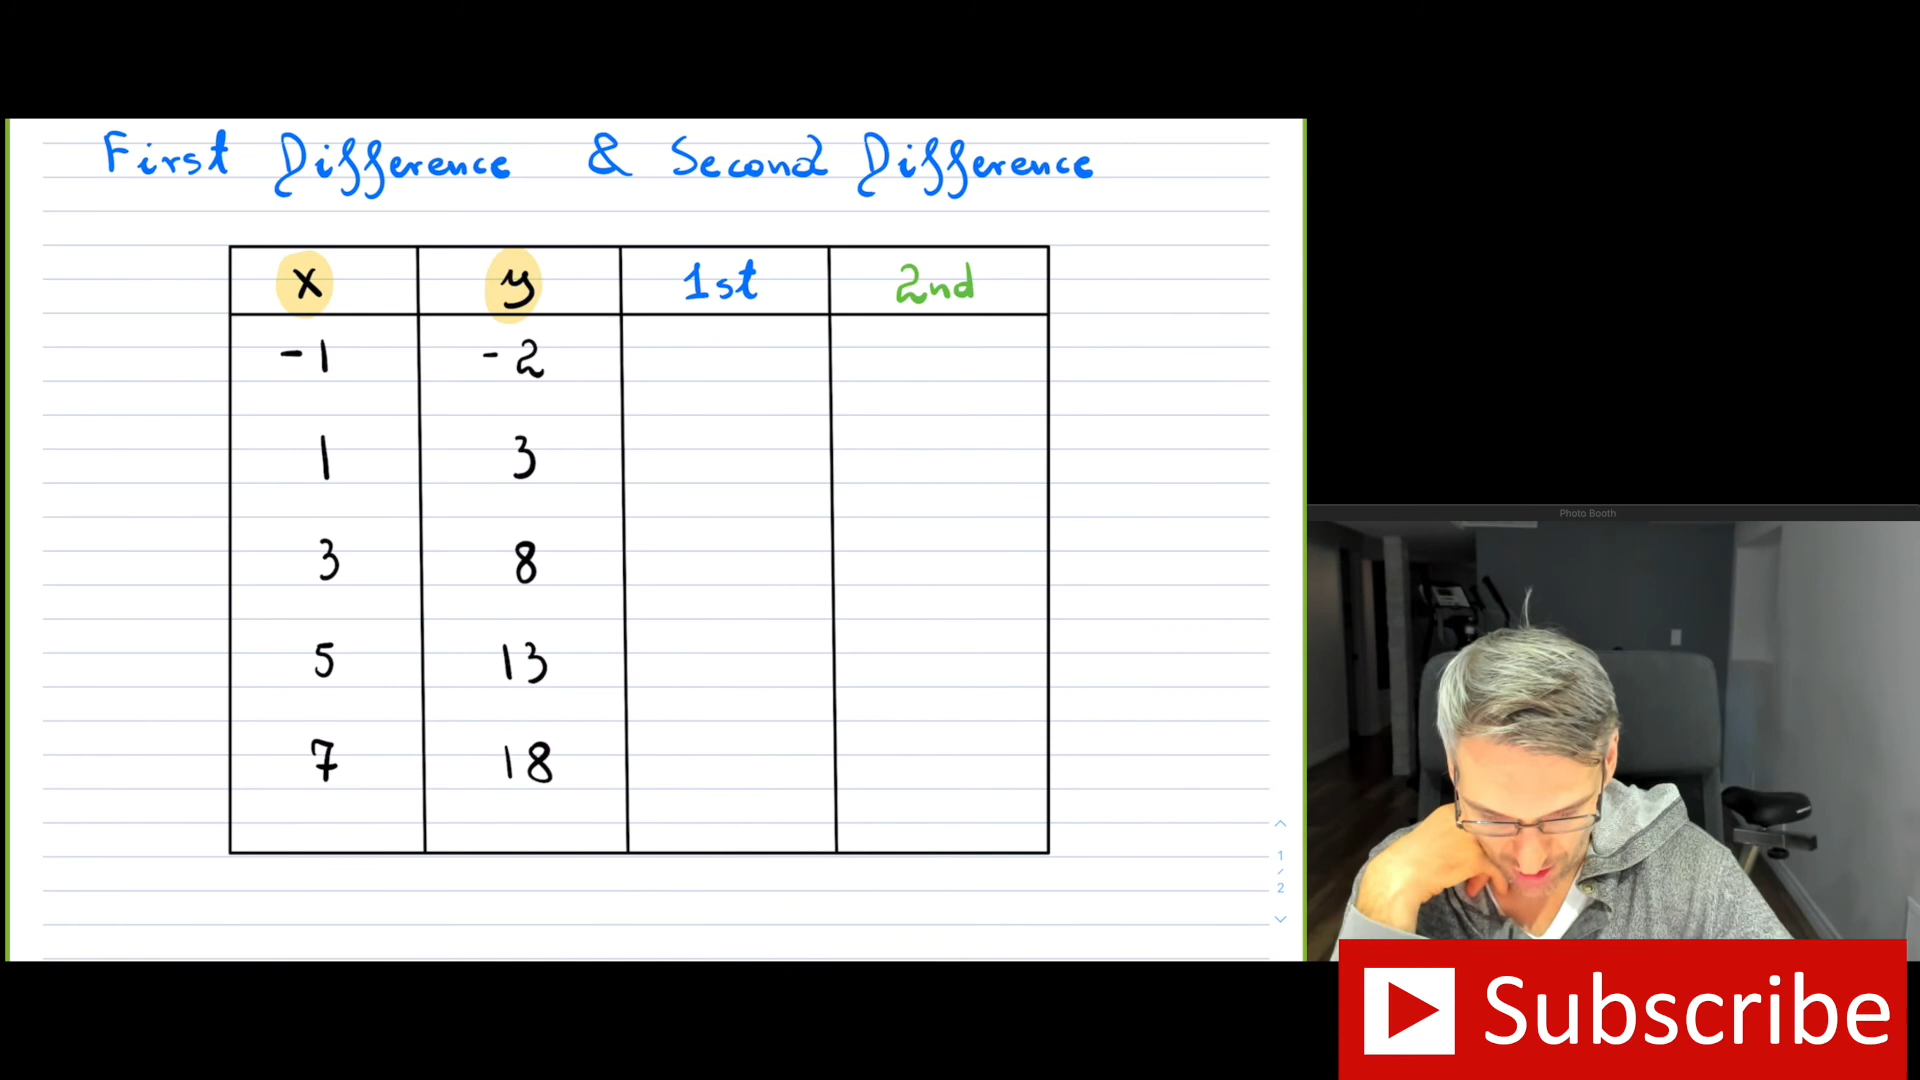 First Difference & Second Difference
x y 1st 2nd
-1 -2
1 3
3 8
5 13
7 18
1
/
2
Photo Booth
Subscribe